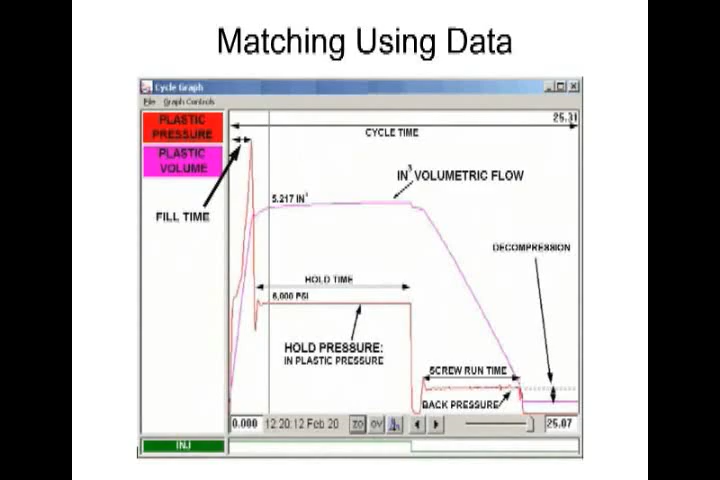 Matching Using Data
Cycle Graph
File Graph Controls
PLASTIC
PRESSURE
PLASTIC
VOLUME
25.31
CYCLE TIME
IN³ VOLUMETRIC FLOW
5.217 IN³
FILL TIME
DECOMPRESSION
HOLD TIME
6,000 PSI
HOLD PRESSURE:
IN PLASTIC PRESSURE
SCREW RUN TIME
BACK PRESSURE
0.000 12:20:12 Feb 20 ZO OV 25.07
INJ